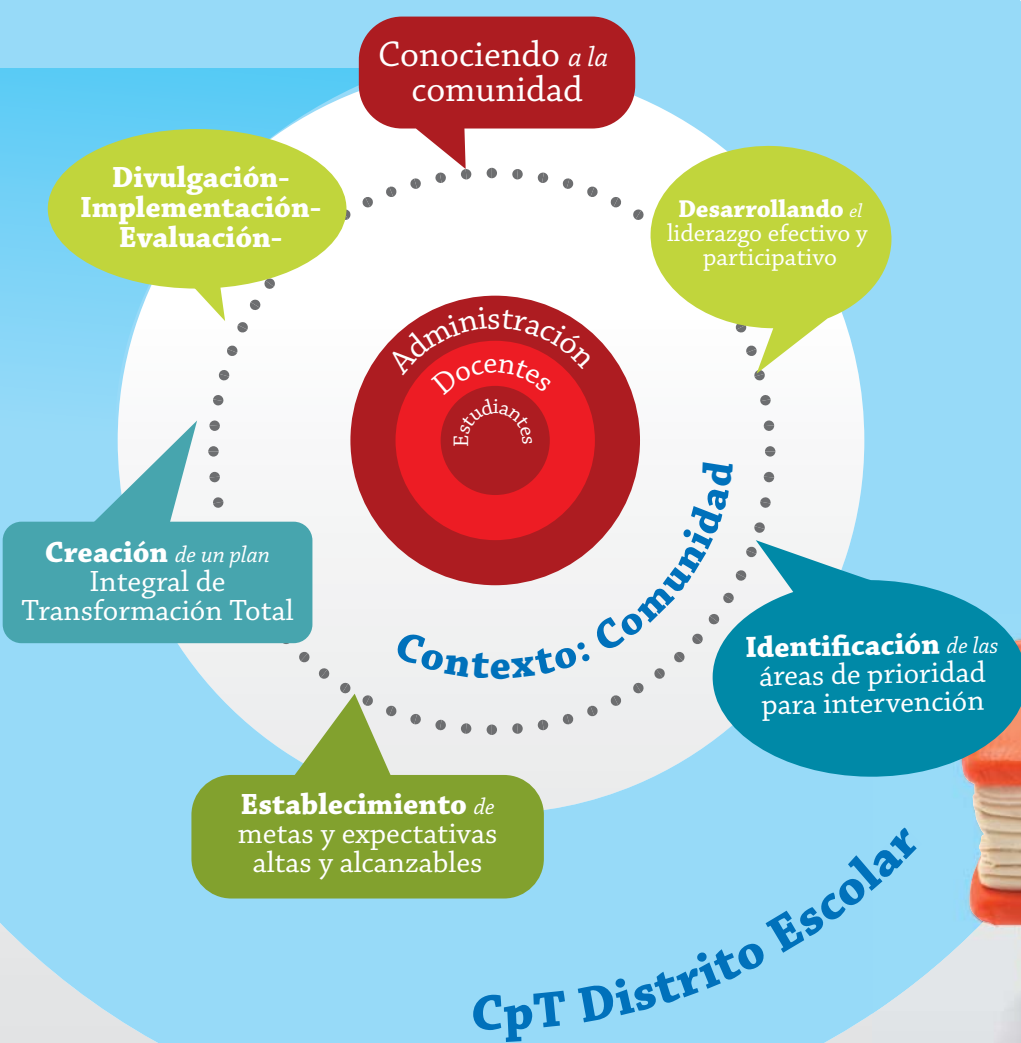 Conociendo a la
comunidad
Divulgación-
Implementación-
Evaluación-
Desarrollando el
liderazgo efectivo y
participativo
Administración
Docentes
Estudiantes
Contexto: Comunidad
Creación de un plan
Integral de
Transformación Total
Identificación de las
áreas de prioridad
para intervención
Establecimiento de
metas y expectativas
altas y alcanzables
CpT Distrito Escolar